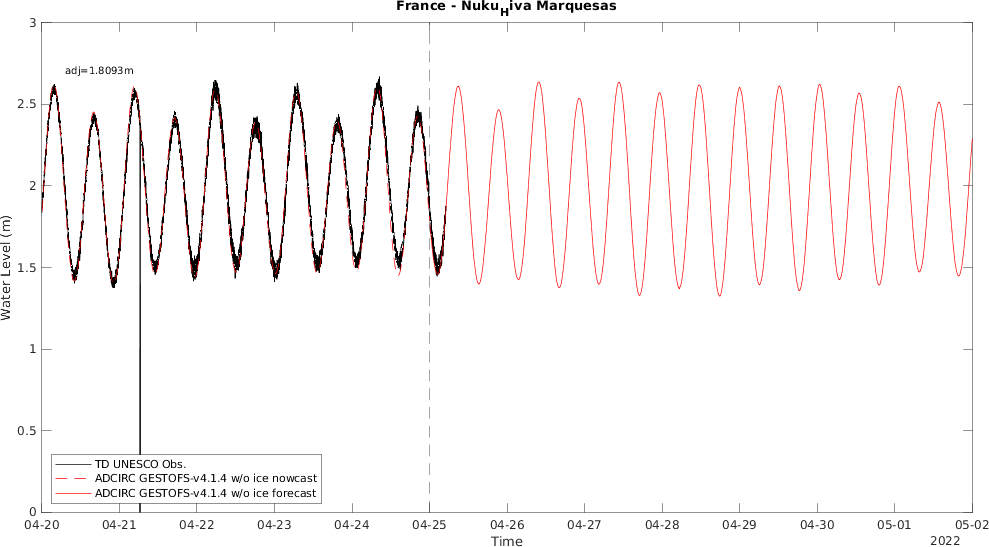 France - Nuku_Hiva Marquesas
adj=1.8093m
3
2.5
2
1.5
1
0.5
0
Water Level (m)
TD UNESCO Obs.
ADCIRC GESTOFS-v4.1.4 w/o ice nowcast
ADCIRC GESTOFS-v4.1.4 w/o ice forecast
04-20 04-21 04-22 04-23 04-24 04-25 04-26 04-27 04-28 04-29 04-30 05-01 05-02
Time
2022